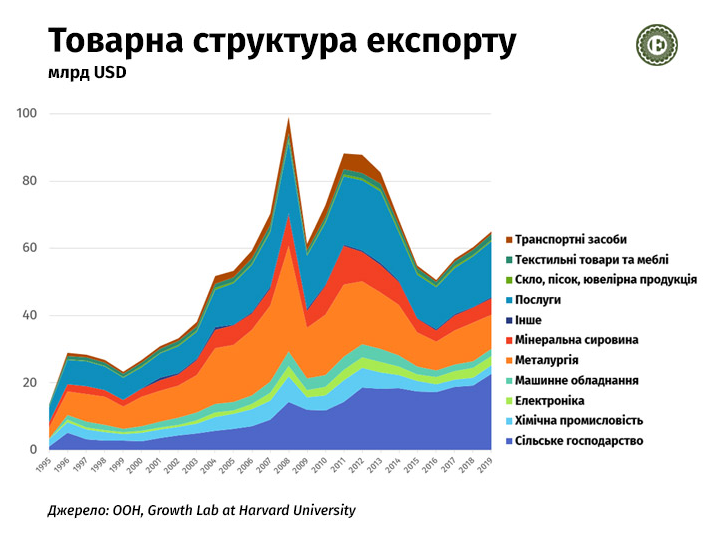 Товарна структура експорту
млрд USD
Є
100
80
60
40
20
0
1995
1996
1997
1998
1999
2000
2001
2002
2003
2004
2005
2006
2007
2008
2009
2010
2011
2012
2013
2014
2015
2016
2017
2018
2019
Транспортні засоби
Текстильні товари та меблі
Скло, пісок, ювелірна продукція
Послуги
Інше
Мінеральна сировина
Металургія
Машинне обладнання
Електроніка
Хімічна промисловість
Сільське господарство
Джерело: ООН, Growth Lab at Harvard University